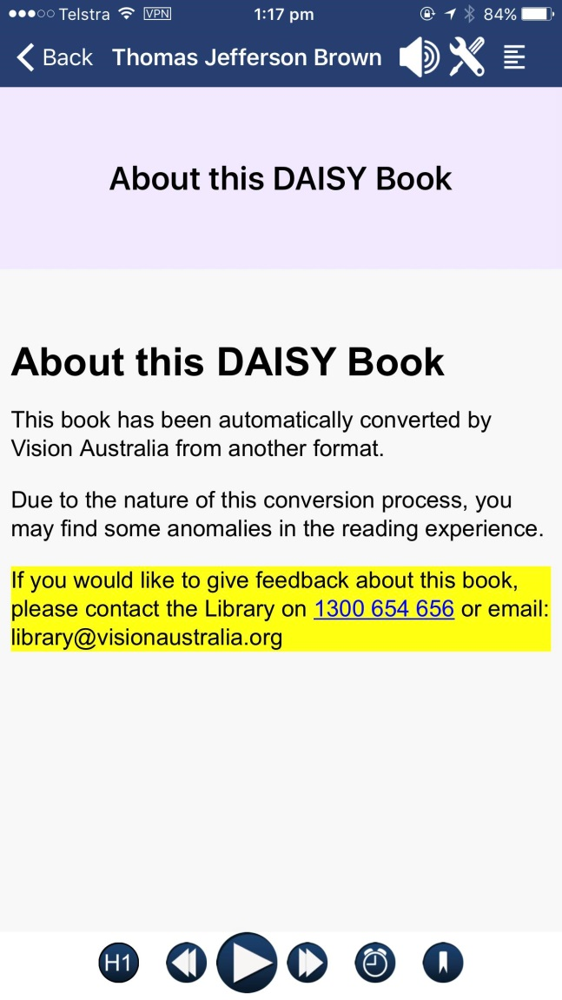 Telstra VPN 1:17 pm 84%
Back Thomas Jefferson Brown
About this DAISY Book
About this DAISY Book
This book has been automatically converted by
Vision Australia from another format.
Due to the nature of this conversion process, you
may find some anomalies in the reading experience.
If you would like to give feedback about this book,
please contact the Library on 1300 654 656 or email:
library@visionaustralia.org
H1